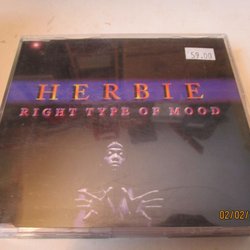 $9.00
HERBIE
RIGHT TYPE OF MOOD
02/02/